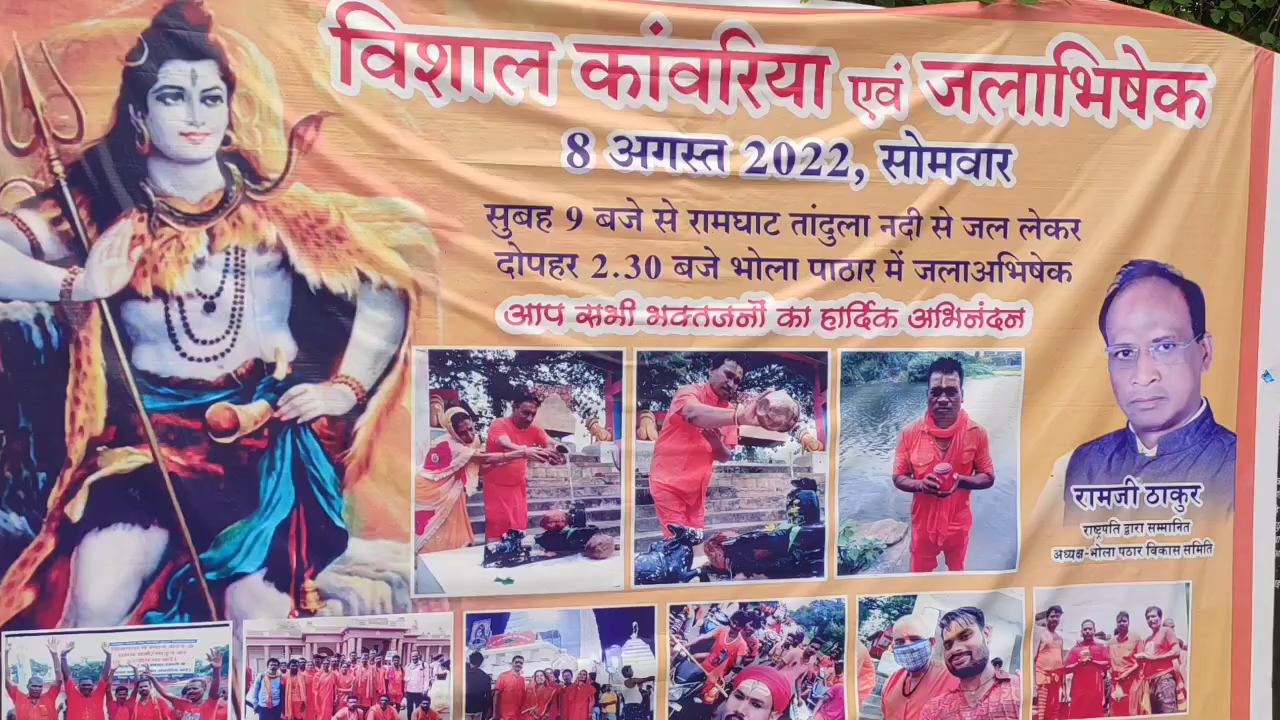 विशाल कांवरिया एवं जलाभिषेक
8 अगस्त 2022, सोमवार
सुबह 9 बजे से रामघाट तांदुला नदी से जल लेकर
दोपहर 2.30 बजे भोला पाठार में जलाअभिषेक
आप सभी भक्तजनों का हार्दिक अभिनंदन
रामजी ठाकुर
राष्ट्रपति द्वारा सम्मानित
अध्यक्ष-भोला पठार विकास समिति